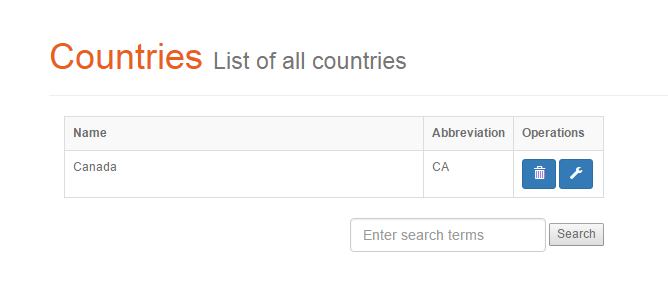 Countries List of all countries
Name Abbreviation Operations
Canada CA
Enter search terms Search